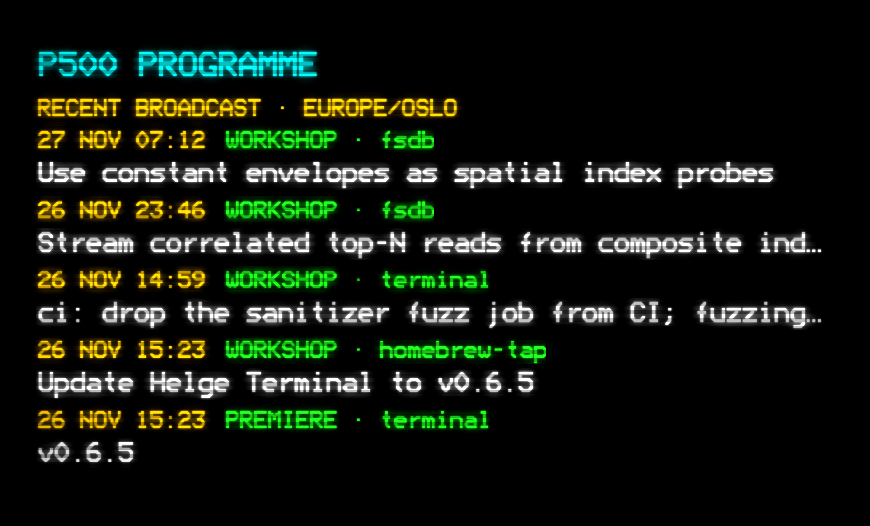 P500 PROGRAMME
RECENT BROADCAST · EUROPE/OSLO
27 NOV 07:12 WORKSHOP · fsdb
Use constant envelopes as spatial index probes
26 NOV 23:46 WORKSHOP · fsdb
Stream correlated top-N reads from composite ind…
26 NOV 14:59 WORKSHOP · terminal
ci: drop the sanitizer fuzz job from CI; fuzzing…
26 NOV 15:23 WORKSHOP · homebrew-tap
Update Helge Terminal to v0.6.5
26 NOV 15:23 PREMIERE · terminal
v0.6.5